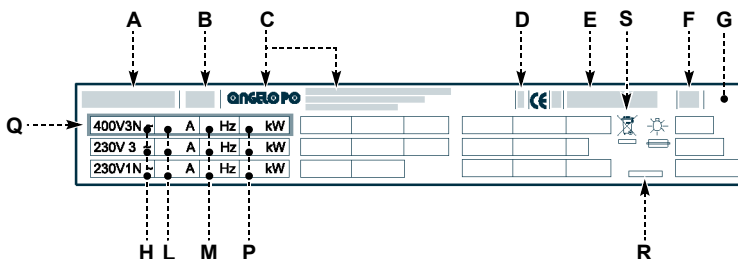 A B C D E S F G
ANGELO PO CE
Q
400V3N ~ A Hz kW
230V 3 ~ A Hz kW
230V1N ~ A Hz kW
H L M P R